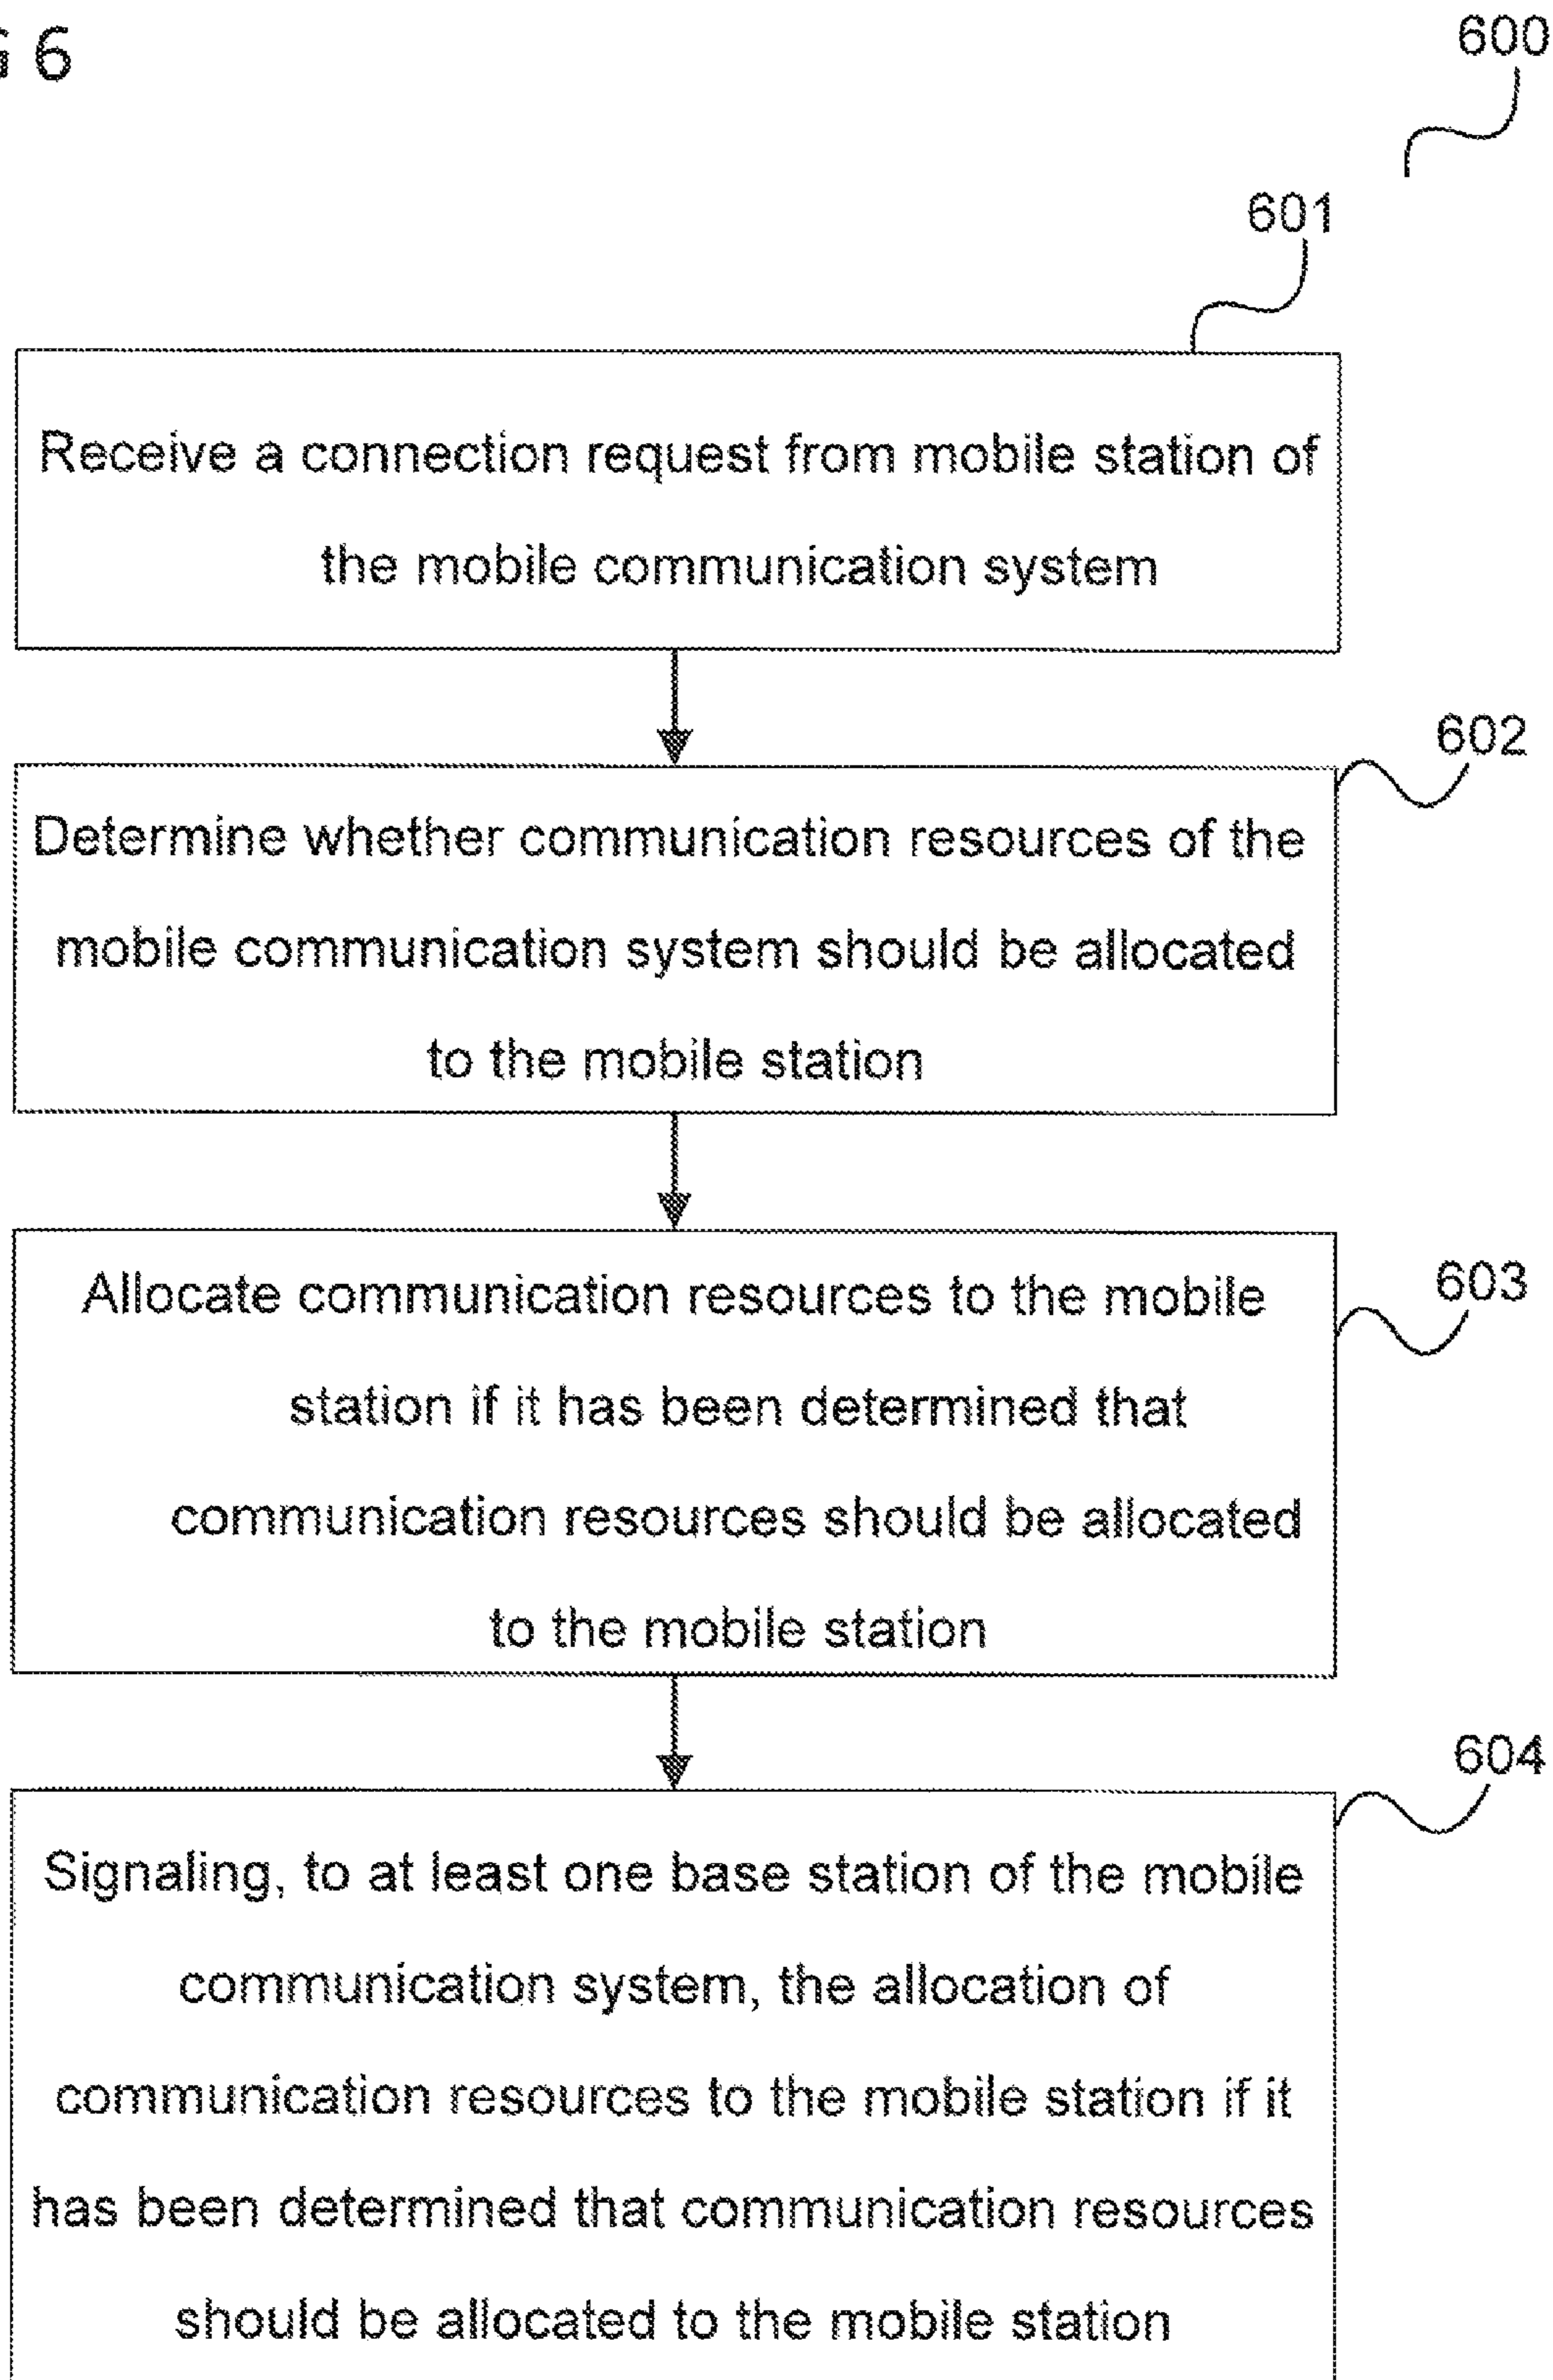 G 6
600
601
Receive a connection request from mobile station of
the mobile communication system
602
Determine whether communication resources of the
mobile communication system should be allocated
to the mobile station
603
Allocate communication resources to the mobile
station if it has been determined that
communication resources should be allocated
to the mobile station
604
Signaling, to at least one base station of the mobile
communication system, the allocation of
communication resources to the mobile station if it
has been determined that communication resources
should be allocated to the mobile station